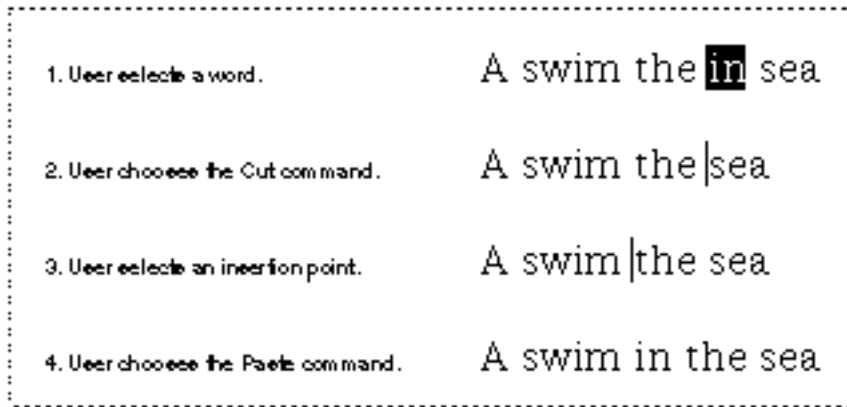 1. User selects a word. A swim the in sea
2. User chooses the Cut command. A swim the sea
3. User selects an insertion point. A swim the sea
4. User chooses the Paste command. A swim in the sea